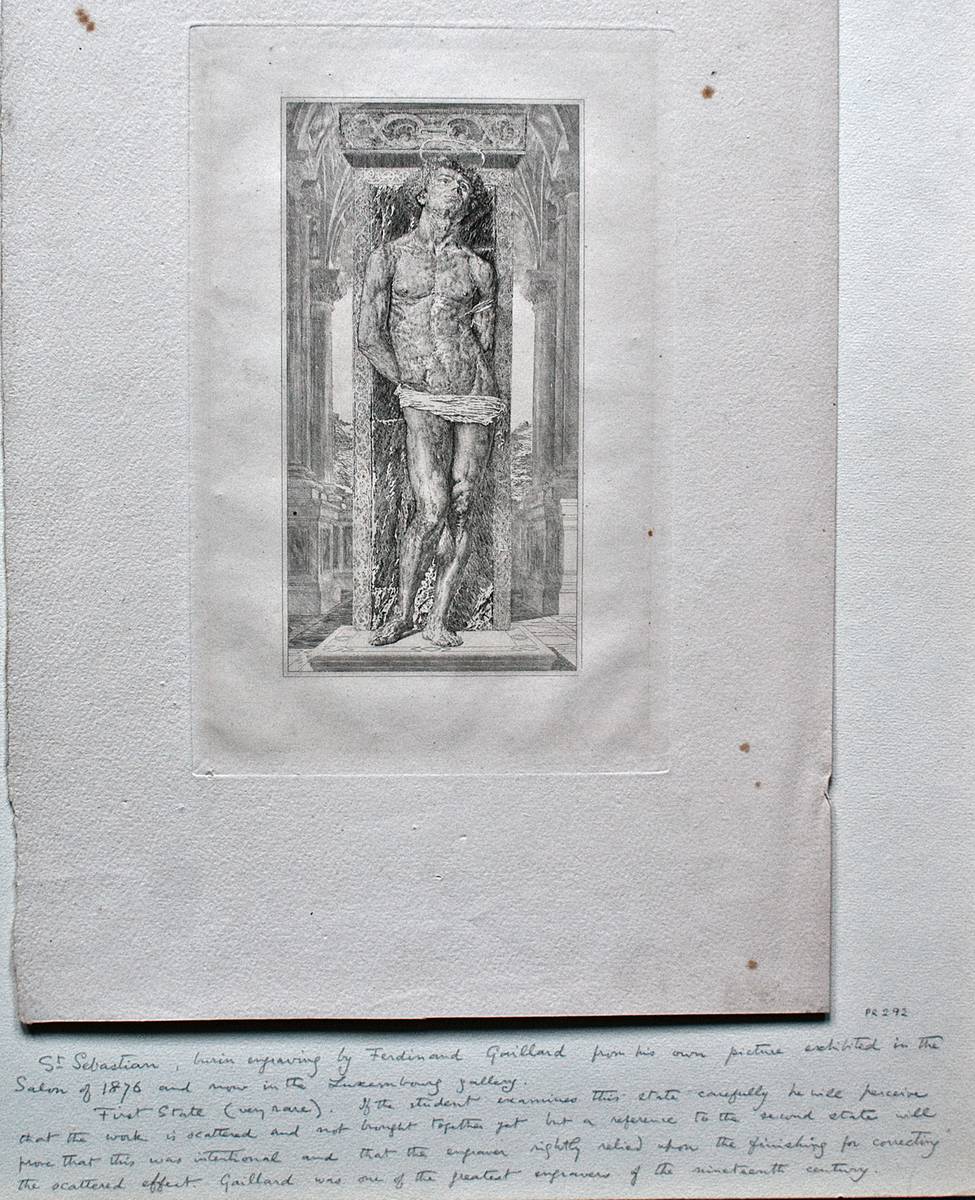 PR 292
St Sebastian, burin engraving by Ferdinand Gaillard from his own picture exhibited in the
Salon of 1876 and now in the Luxembourg gallery.
First State (very rare). If the student examines this state carefully he will perceive
that the work is scattered and not brought together yet but a reference to the second state will
prove that this was intentional and that the engraver rightly relied upon the finishing for correcting
the scattered effect. Gaillard was one of the greatest engravers of the nineteenth century.